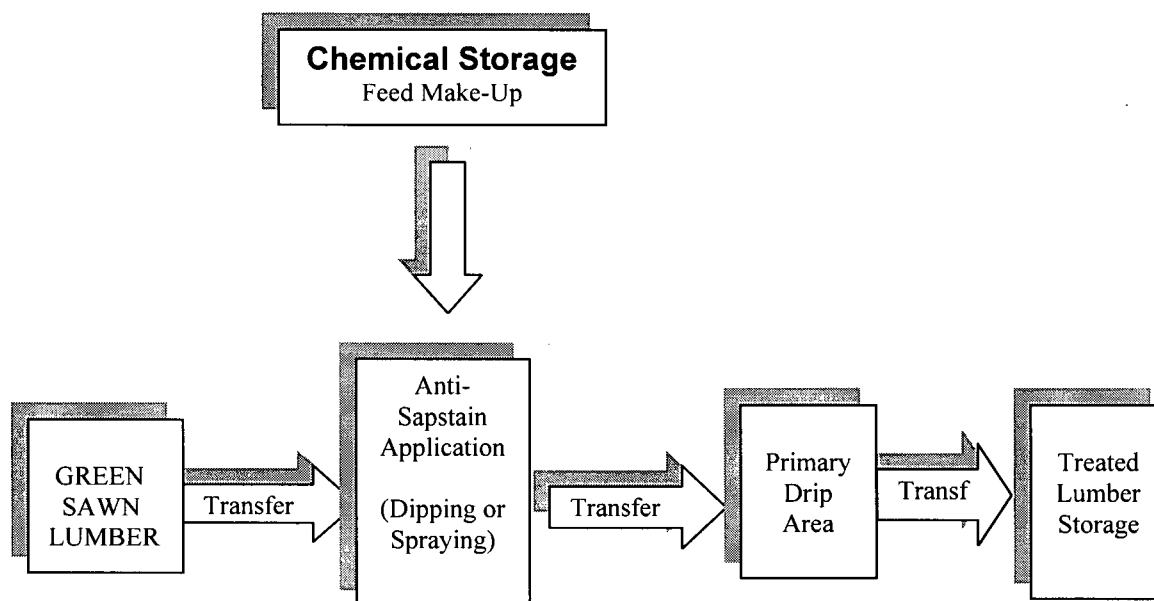 Chemical Storage
Feed Make-Up
Anti-
Sapstain
Application
(Dipping or
Spraying)
GREEN
SAWN
LUMBER
Transfer
Transfer
Primary
Drip
Area
Transf
Treated
Lumber
Storage